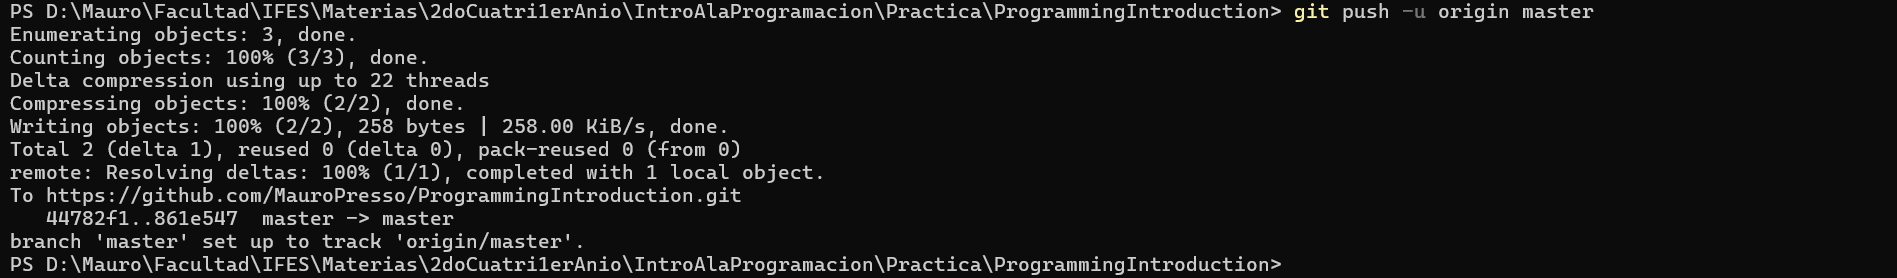 PS D:\Mauro\Facultad\IFES\Materias\2doCuatri1erAnio\IntroAlaProgramacion\Practica\ProgrammingIntroduction> git push -u origin master
Enumerating objects: 3, done.
Counting objects: 100% (3/3), done.
Delta compression using up to 22 threads
Compressing objects: 100% (2/2), done.
Writing objects: 100% (2/2), 258 bytes | 258.00 KiB/s, done.
Total 2 (delta 1), reused 0 (delta 0), pack-reused 0 (from 0)
remote: Resolving deltas: 100% (1/1), completed with 1 local object.
To https://github.com/MauroPresso/ProgrammingIntroduction.git
   44782f1..861e547  master -> master
branch 'master' set up to track 'origin/master'.
PS D:\Mauro\Facultad\IFES\Materias\2doCuatri1erAnio\IntroAlaProgramacion\Practica\ProgrammingIntroduction>